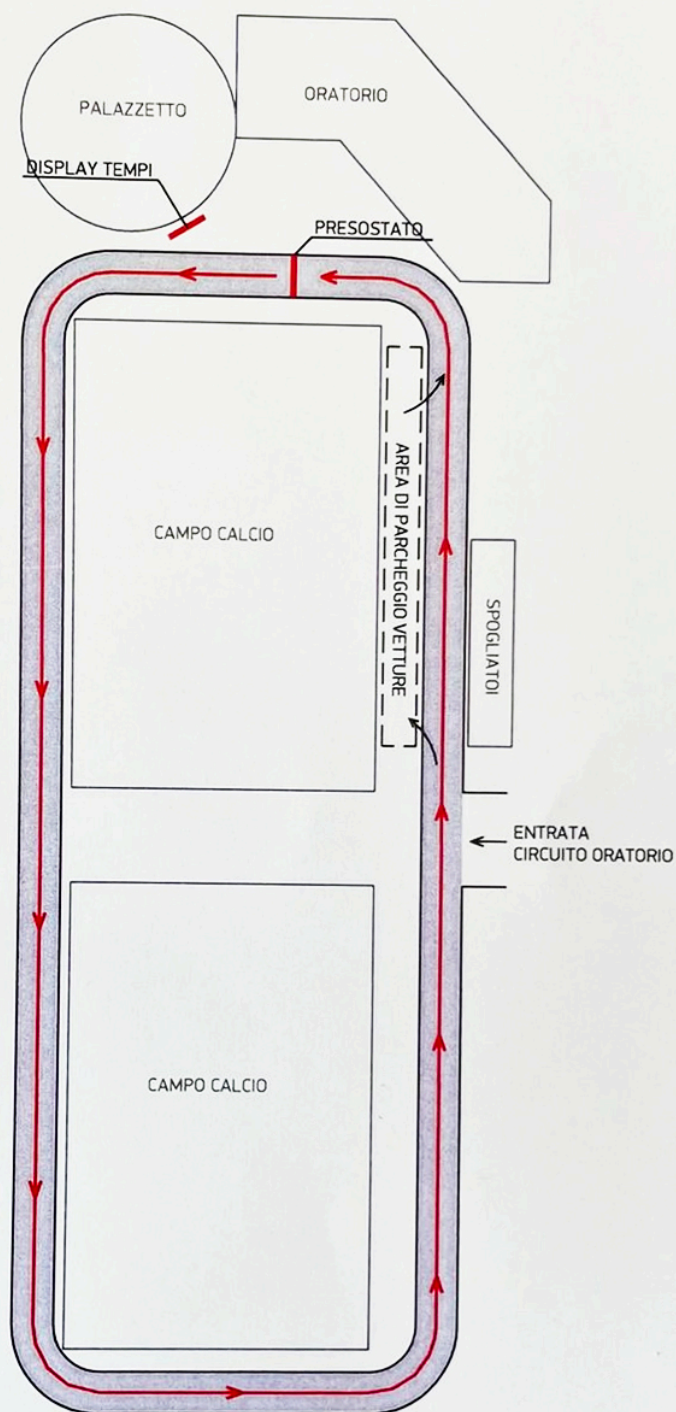 PALAZZETTO
ORATORIO
DISPLAY TEMPI
PRESOSTATO
CAMPO CALCIO
AREA DI PARCHEGGIO VETTURE
SPOGLIATOI
ENTRATA
CIRCUITO ORATORIO
CAMPO CALCIO